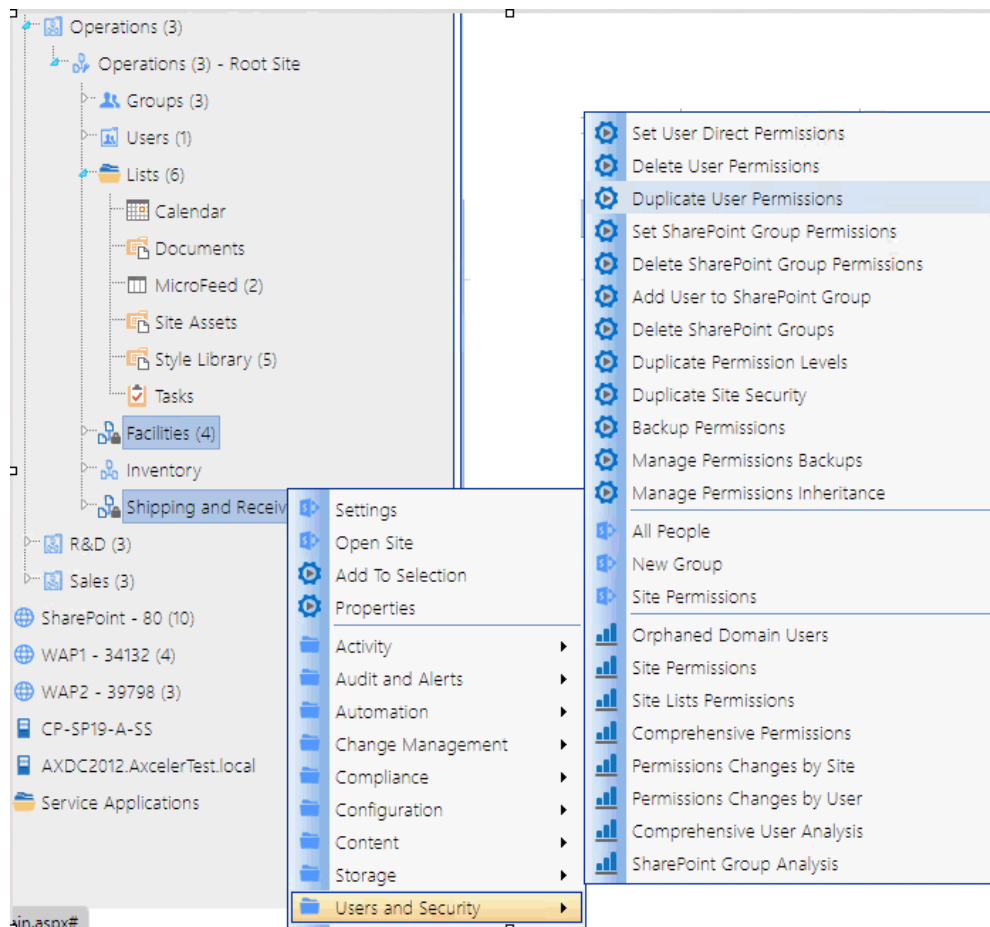 Operations (3)
Operations (3) - Root Site
Groups (3)
Users (1)
Lists (6)
Calendar
Documents
MicroFeed (2)
Site Assets
Style Library (5)
Tasks
Facilities (4)
Inventory
Shipping and Receiv
R&D (3)
Sales (3)
SharePoint - 80 (10)
WAP1 - 34132 (4)
WAP2 - 39798 (3)
CP-SP19-A-SS
AXDC2012.AxcelerTest.local
Service Applications
ain.aspx#
Settings
Open Site
Add To Selection
Properties
Activity
Audit and Alerts
Automation
Change Management
Compliance
Configuration
Content
Storage
Users and Security
Set User Direct Permissions
Delete User Permissions
Duplicate User Permissions
Set SharePoint Group Permissions
Delete SharePoint Group Permissions
Add User to SharePoint Group
Delete SharePoint Groups
Duplicate Permission Levels
Duplicate Site Security
Backup Permissions
Manage Permissions Backups
Manage Permissions Inheritance
All People
New Group
Site Permissions
Orphaned Domain Users
Site Permissions
Site Lists Permissions
Comprehensive Permissions
Permissions Changes by Site
Permissions Changes by User
Comprehensive User Analysis
SharePoint Group Analysis